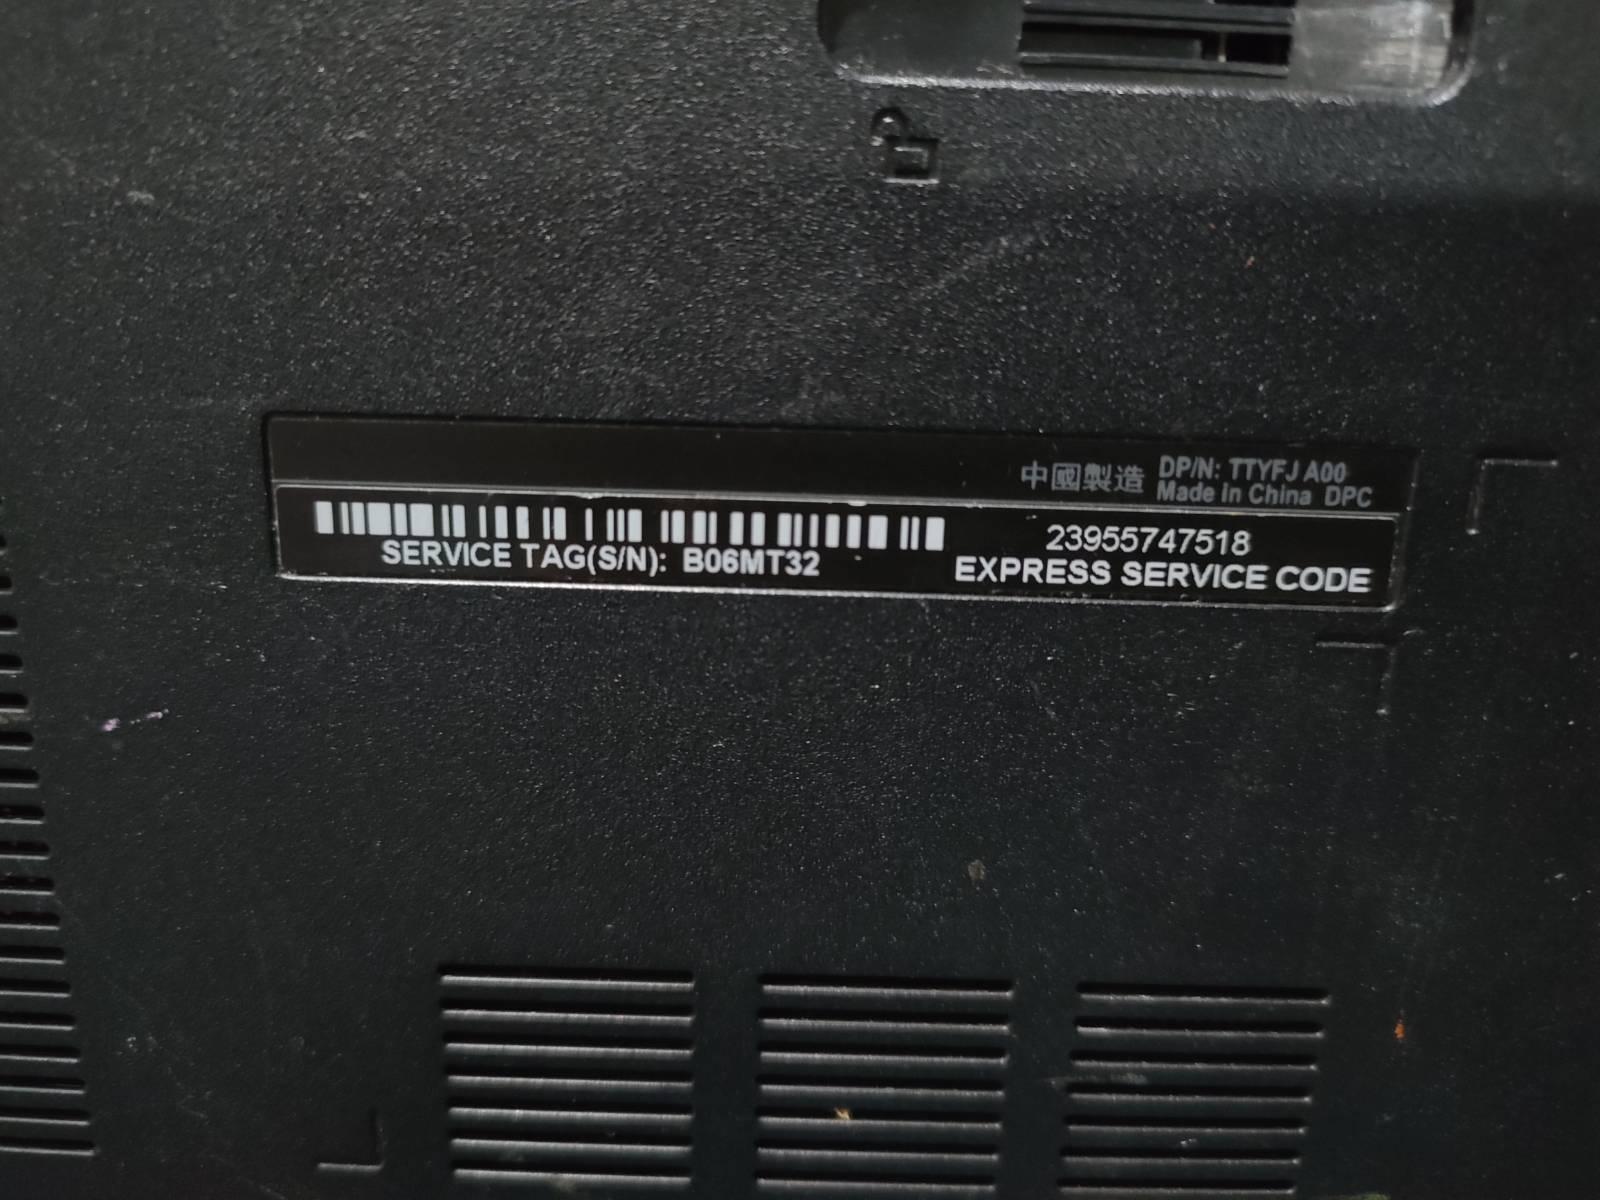 中國製造 DP/N: TTYFJ A00
Made in China DPC
23955747518
SERVICE TAG(S/N): B06MT32
EXPRESS SERVICE CODE